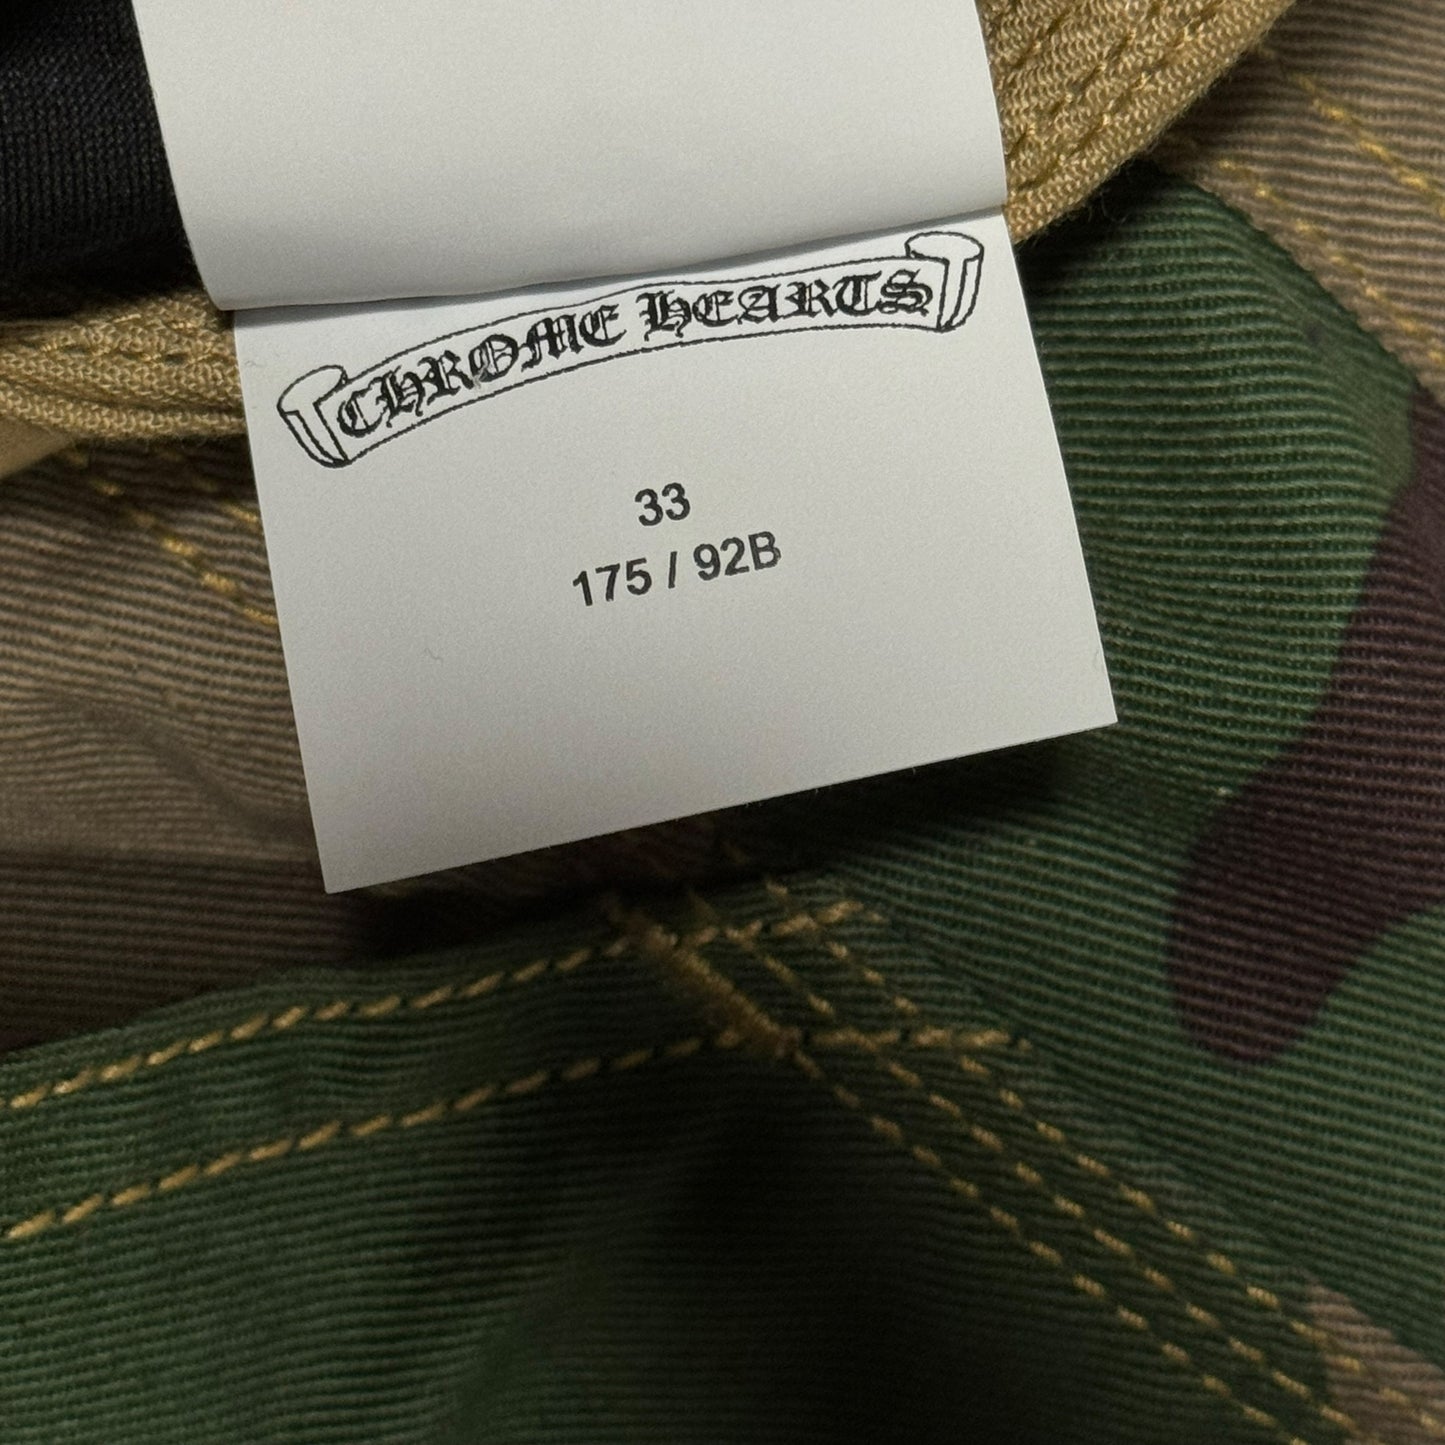 CHROME HEARTS
33
175 / 92B